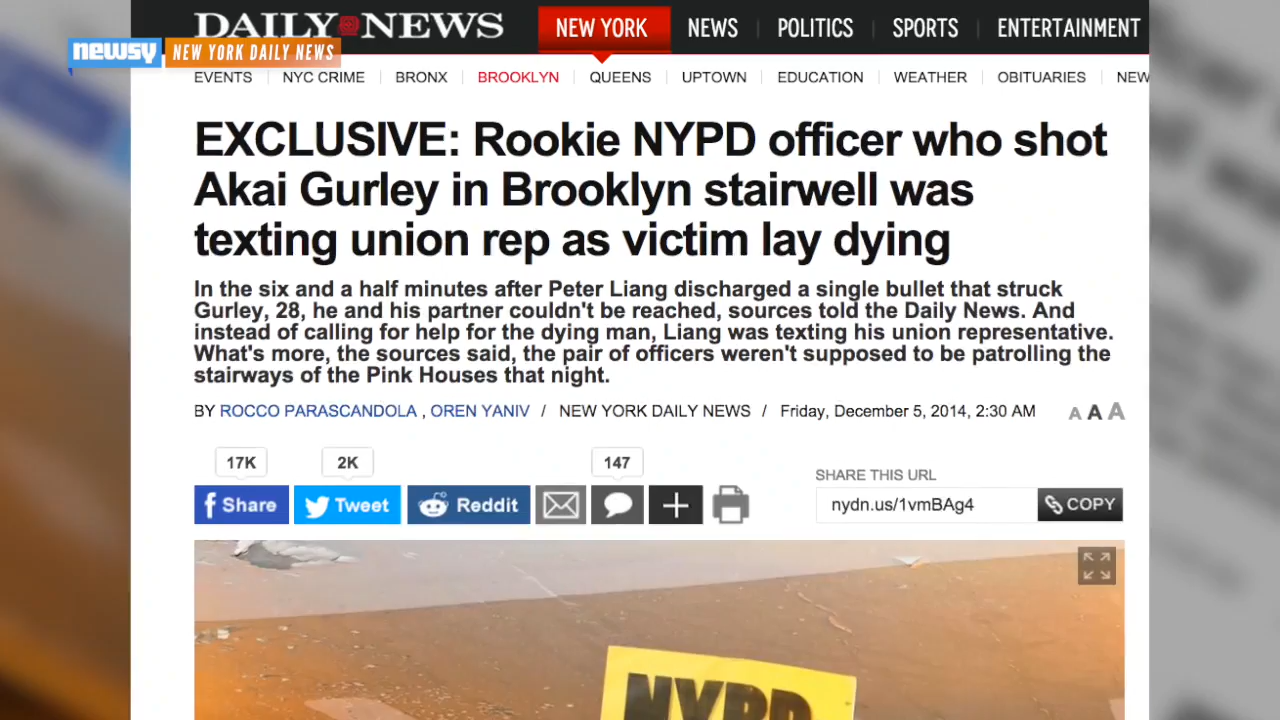 DAILY NEWS
NEW YORK
NEWS
POLITICS
SPORTS
ENTERTAINMENT
newsy
NEW YORK DAILY NEWS
EVENTS
NYC CRIME
BRONX
BROOKLYN
QUEENS
UPTOWN
EDUCATION
WEATHER
OBITUARIES
NEW
EXCLUSIVE: Rookie NYPD officer who shot
Akai Gurley in Brooklyn stairwell was
texting union rep as victim lay dying
In the six and a half minutes after Peter Liang discharged a single bullet that struck
Gurley, 28, he and his partner couldn't be reached, sources told the Daily News. And
instead of calling for help for the dying man, Liang was texting his union representative.
What's more, the sources said, the pair of officers weren't supposed to be patrolling the
stairways of the Pink Houses that night.
BY ROCCO PARASCANDOLA , OREN YANIV / NEW YORK DAILY NEWS / Friday, December 5, 2014, 2:30 AM
A A A
17K
2K
147
SHARE THIS URL
f Share
Tweet
Reddit
nydn.us/1vmBAg4
COPY
NYPD